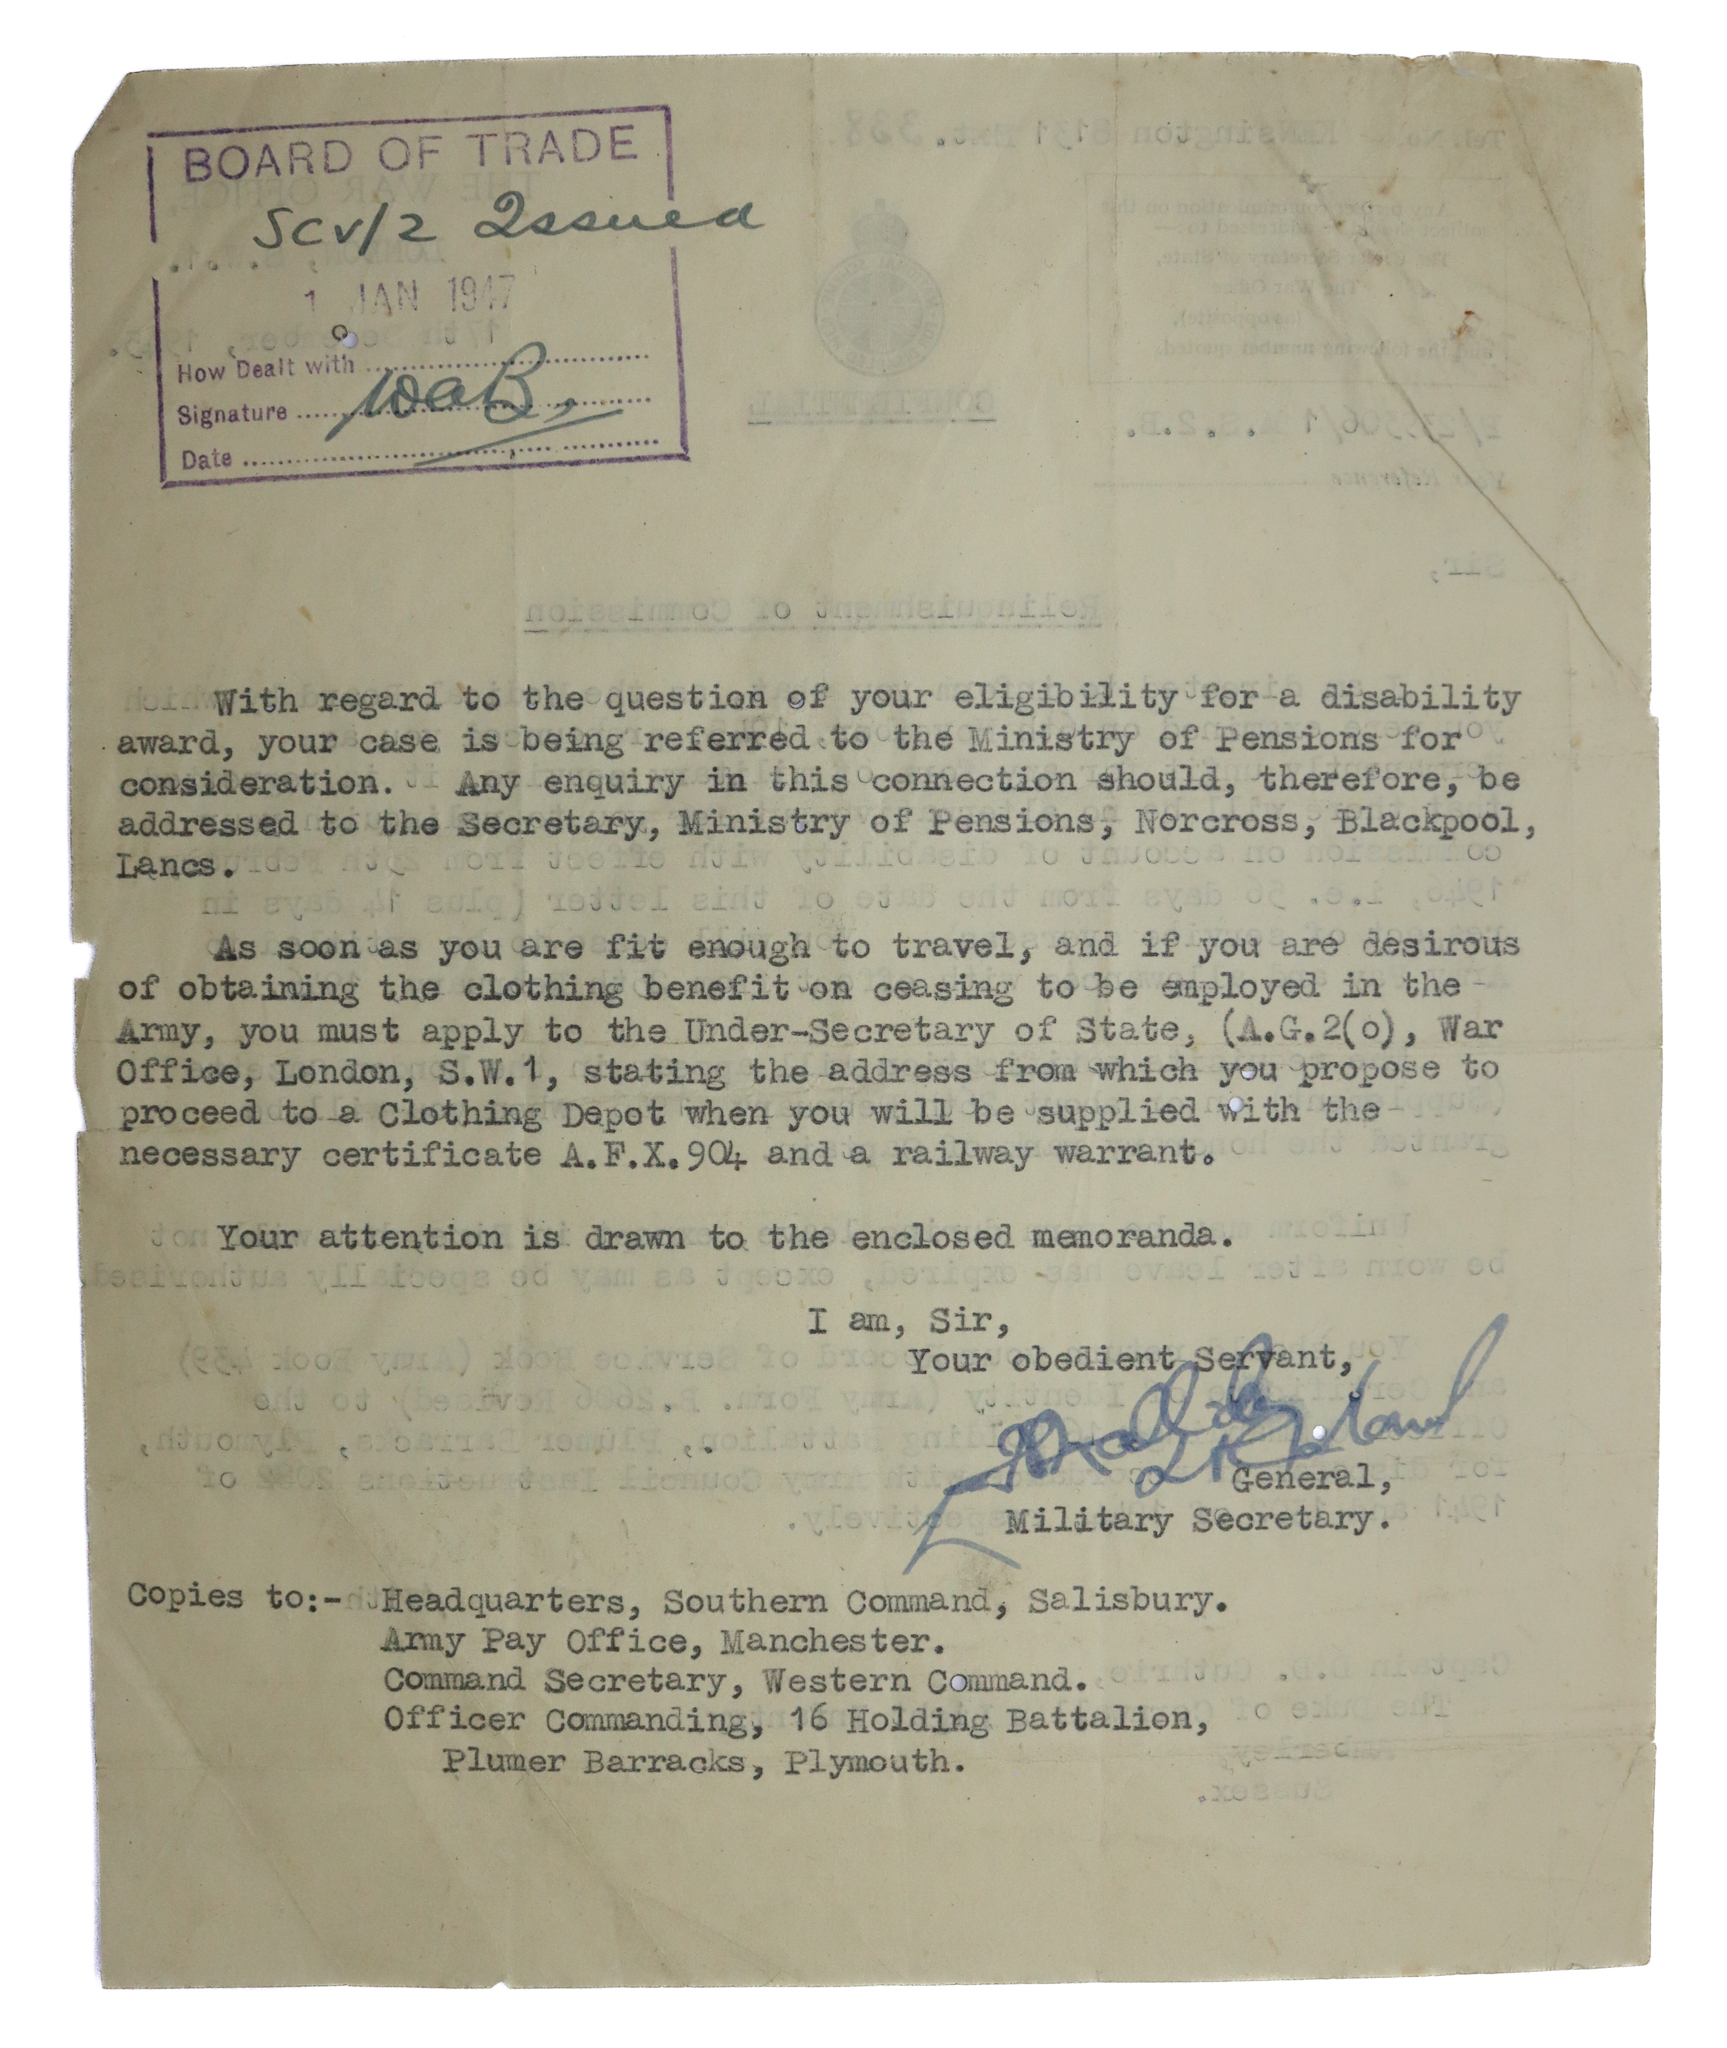 BOARD OF TRADE
SCV/2 Issued
1 JAN 1947
How Dealt with
Signature WaB.
Date
With regard to the question of your eligibility for a disability
award, your case is being referred to the Ministry of Pensions for
consideration. Any enquiry in this connection should, therefore, be
addressed to the Secretary, Ministry of Pensions, Norcross, Blackpool,
Lancs.
As soon as you are fit enough to travel, and if you are desirous
of obtaining the clothing benefit on ceasing to be employed in the
Army, you must apply to the Under-Secretary of State, (A.G.2(o), War
Office, London, S.W.1, stating the address from which you propose to
proceed to a Clothing Depot when you will be supplied with the
necessary certificate A.F.X.904 and a railway warrant.
Your attention is drawn to the enclosed memoranda.
I am, Sir,
Your obedient Servant,
General,
Military Secretary.
Copies to:- Headquarters, Southern Command, Salisbury.
Army Pay Office, Manchester.
Command Secretary, Western Command.
Officer Commanding, 16 Holding Battalion,
Plumer Barracks, Plymouth.